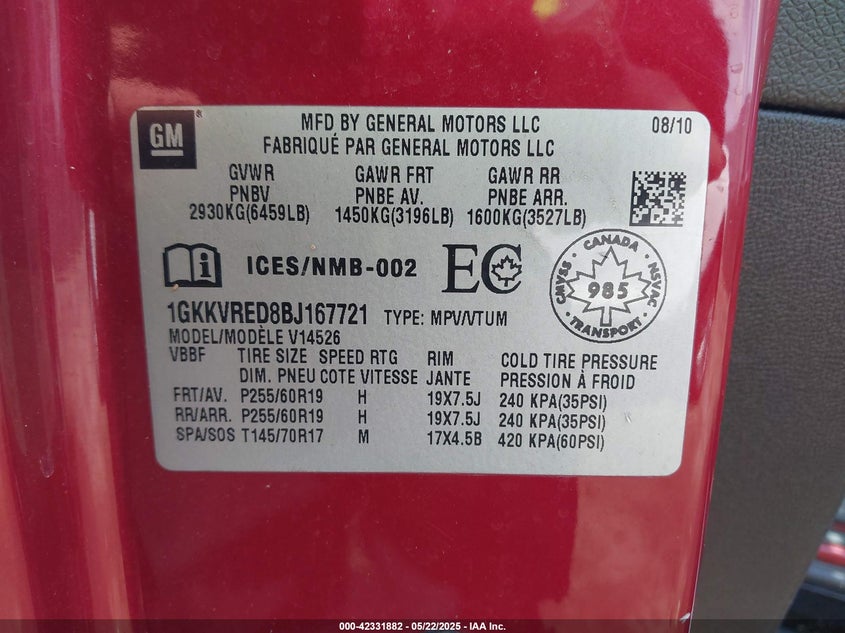 GM
MFD BY GENERAL MOTORS LLC 08/10
FABRIQUÉ PAR GENERAL MOTORS LLC
GVWR GAWR FRT GAWR RR
PNBV PNBE AV. PNBE ARR.
2930KG(6459LB) 1450KG(3196LB) 1600KG(3527LB)
ICES/NMB-002 EC
CANADA
CMVSS 985 NSVAC
TRANSPORT
1GKKVRED8BJ167721 TYPE: MPV/VTUM
MODEL/MODÈLE V14526
VBBF TIRE SIZE SPEED RTG RIM COLD TIRE PRESSURE
DIM. PNEU COTE VITESSE JANTE PRESSION À FROID
FRT/AV. P255/60R19 H 19X7.5J 240 KPA(35PSI)
RR/ARR. P255/60R19 H 19X7.5J 240 KPA(35PSI)
SPA/SOS T145/70R17 M 17X4.5B 420 KPA(60PSI)
000-42331882 - 05/22/2025 - IAA Inc.